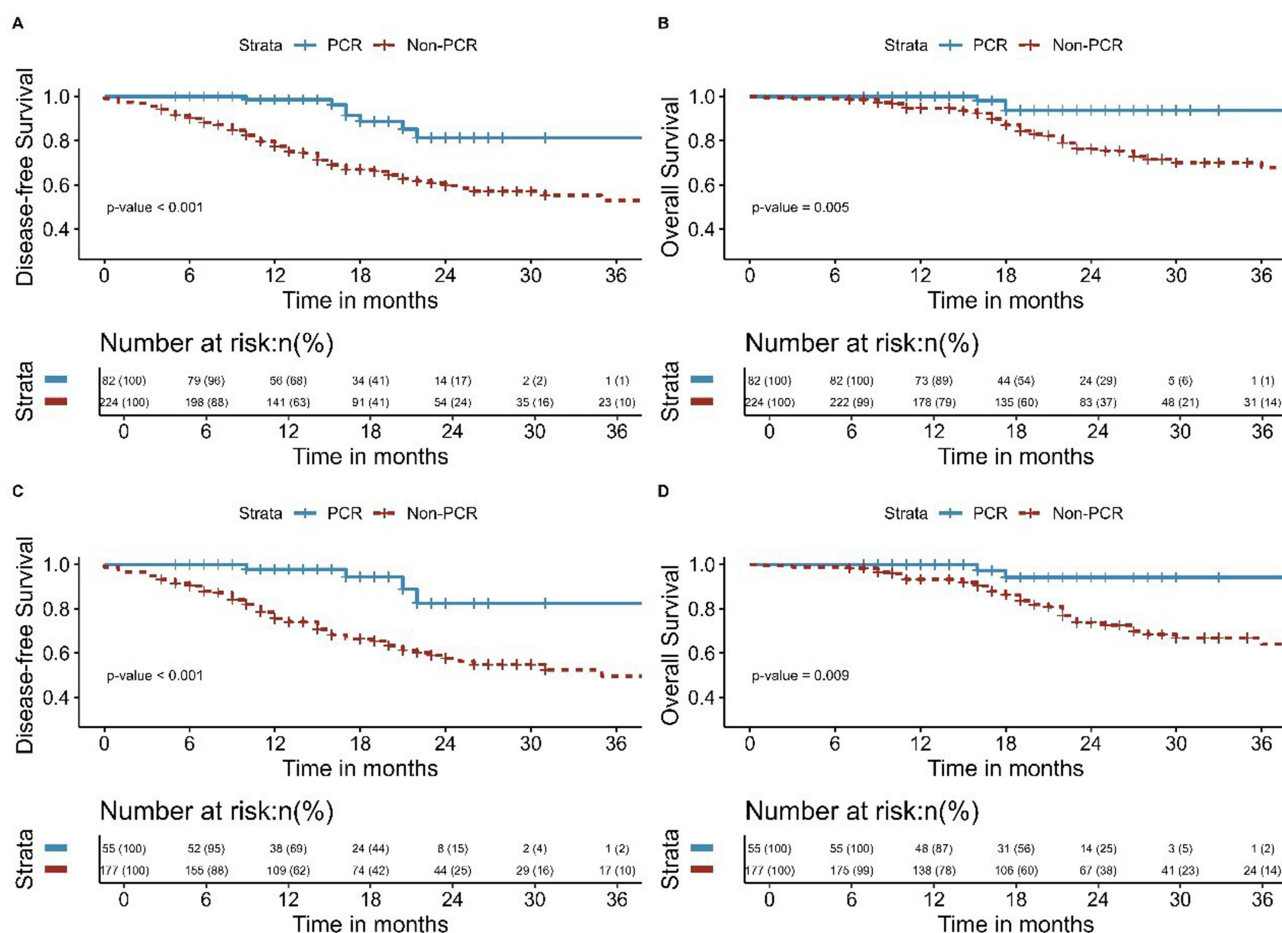 A
Strata PCR Non-PCR
Disease-free Survival
1.0
0.8
0.6
0.4
p-value < 0.001
0 6 12 18 24 30 36
Time in months
Number at risk:n(%)
Strata
82 (100) 79 (96) 56 (68) 34 (41) 14 (17) 2 (2) 1 (1)
224 (100) 198 (88) 141 (63) 91 (41) 54 (24) 35 (16) 23 (10)
0 6 12 18 24 30 36
Time in months
B
Strata PCR Non-PCR
Overall Survival
1.0
0.8
0.6
0.4
p-value = 0.005
0 6 12 18 24 30 36
Time in months
Number at risk:n(%)
Strata
82 (100) 82 (100) 73 (89) 44 (54) 24 (29) 5 (6) 1 (1)
224 (100) 222 (99) 178 (79) 135 (60) 83 (37) 48 (21) 31 (14)
0 6 12 18 24 30 36
Time in months
C
Strata PCR Non-PCR
Disease-free Survival
1.0
0.8
0.6
0.4
p-value < 0.001
0 6 12 18 24 30 36
Time in months
Number at risk:n(%)
Strata
55 (100) 52 (95) 38 (69) 24 (44) 8 (15) 2 (4) 1 (2)
177 (100) 155 (88) 109 (62) 74 (42) 44 (25) 29 (16) 17 (10)
0 6 12 18 24 30 36
Time in months
D
Strata PCR Non-PCR
Overall Survival
1.0
0.8
0.6
0.4
p-value = 0.009
0 6 12 18 24 30 36
Time in months
Number at risk:n(%)
Strata
55 (100) 55 (100) 48 (87) 31 (56) 14 (25) 3 (5) 1 (2)
177 (100) 175 (99) 138 (78) 106 (60) 67 (38) 41 (23) 24 (14)
0 6 12 18 24 30 36
Time in months